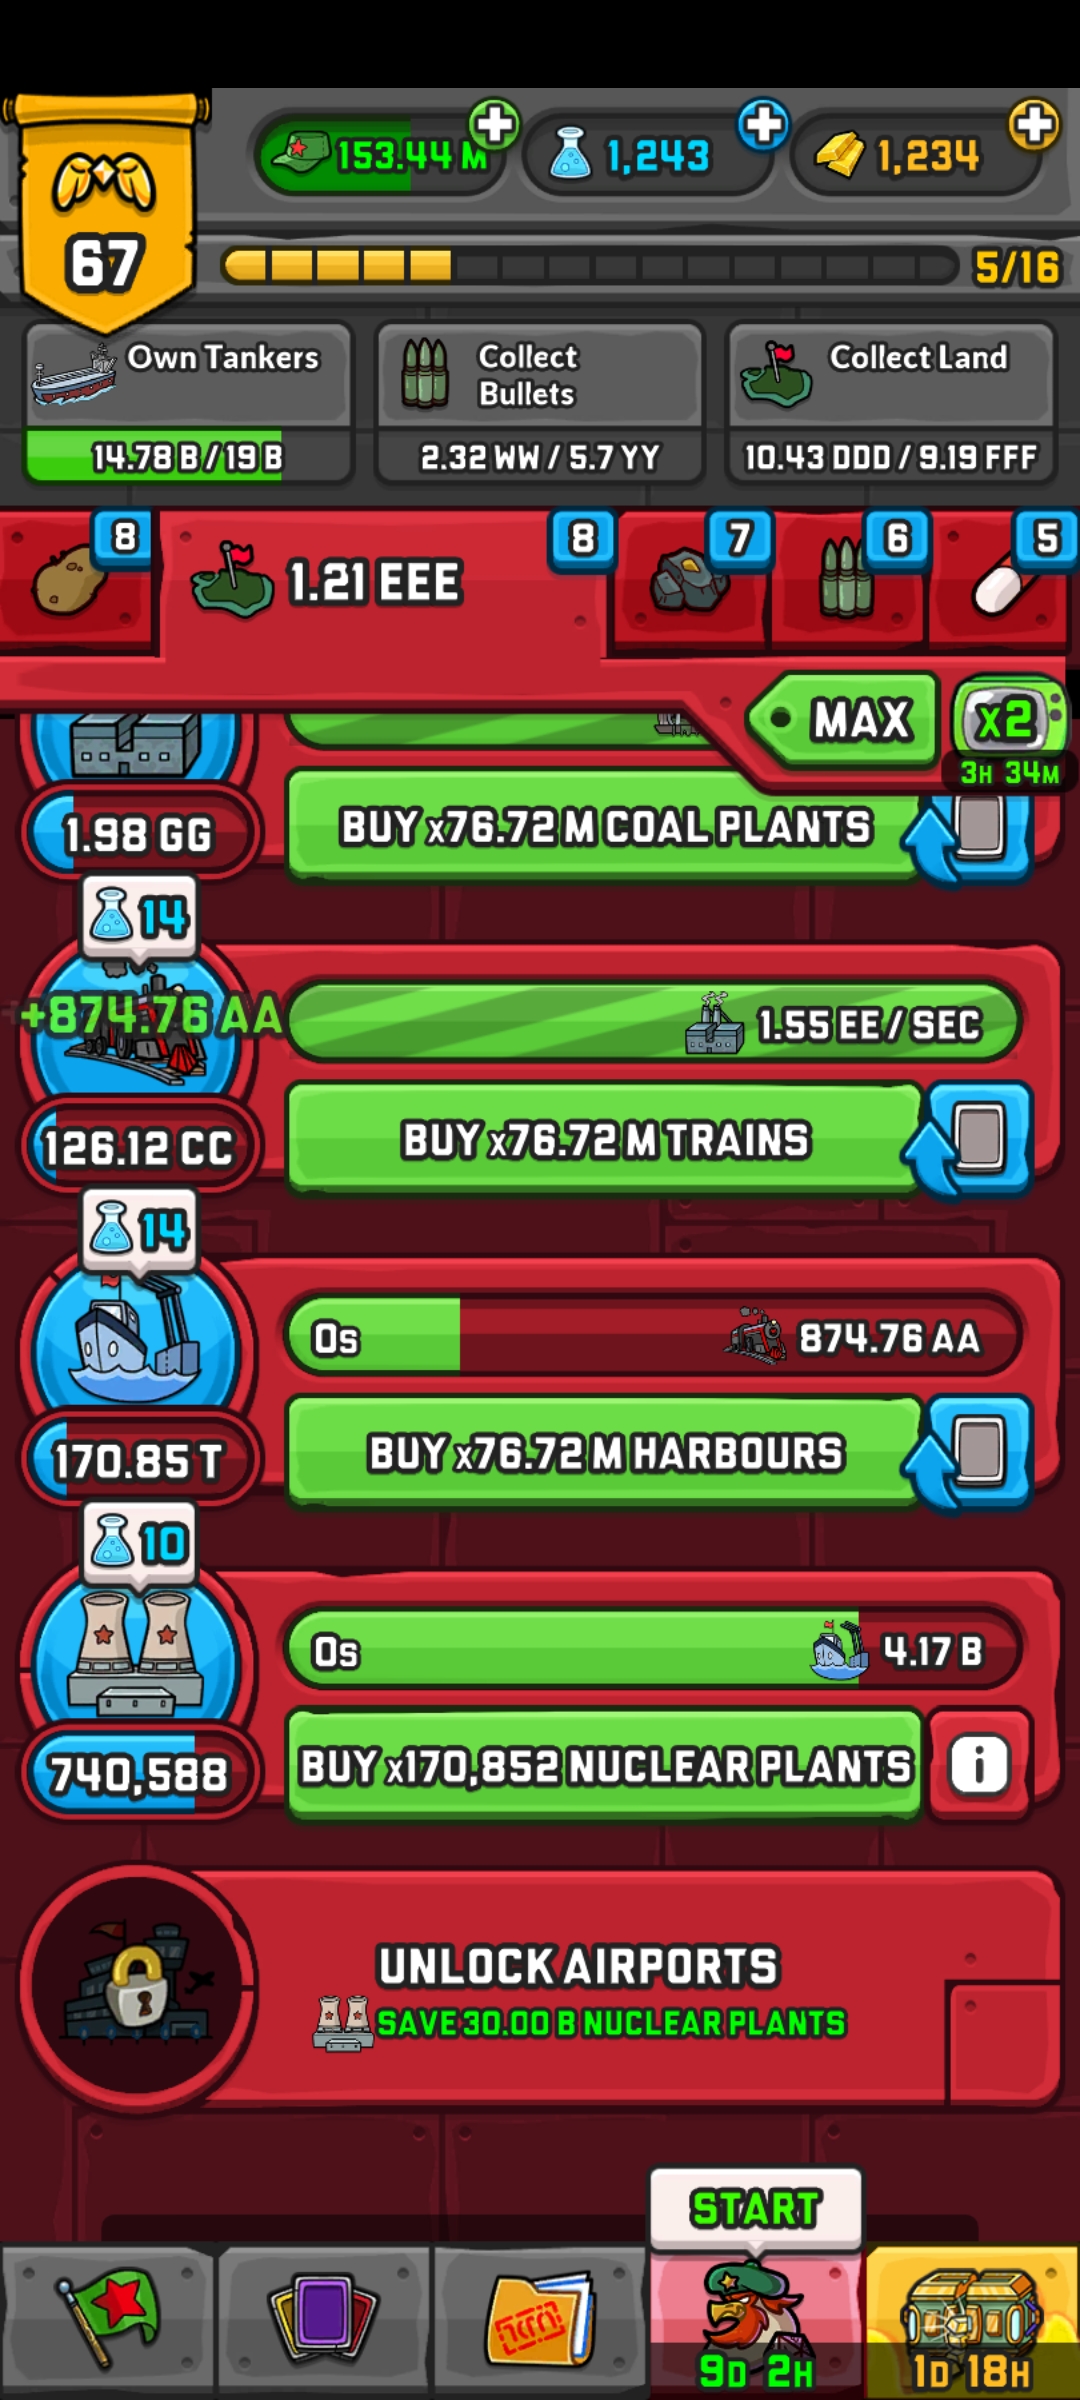 153.44 M
1,243
1,234
67
5/16
Own Tankers
14.78 B / 19 B
Collect
Bullets
2.32 WW / 5.7 YY
Collect Land
10.43 DDD / 9.19 FFF
8
1.21 EEE
8
7
6
5
MAX
x2
3H 34M
1.98 GG
BUY x76.72 M COAL PLANTS
14
+874.76 AA
1.55 EE / SEC
126.12 CC
BUY x76.72 M TRAINS
14
0s
874.76 AA
170.85 T
BUY x76.72 M HARBOURS
10
0s
4.17 B
740,588
BUY x170,852 NUCLEAR PLANTS
i
UNLOCK AIRPORTS
SAVE 30.00 B NUCLEAR PLANTS
START
9D 2H
1D 18H